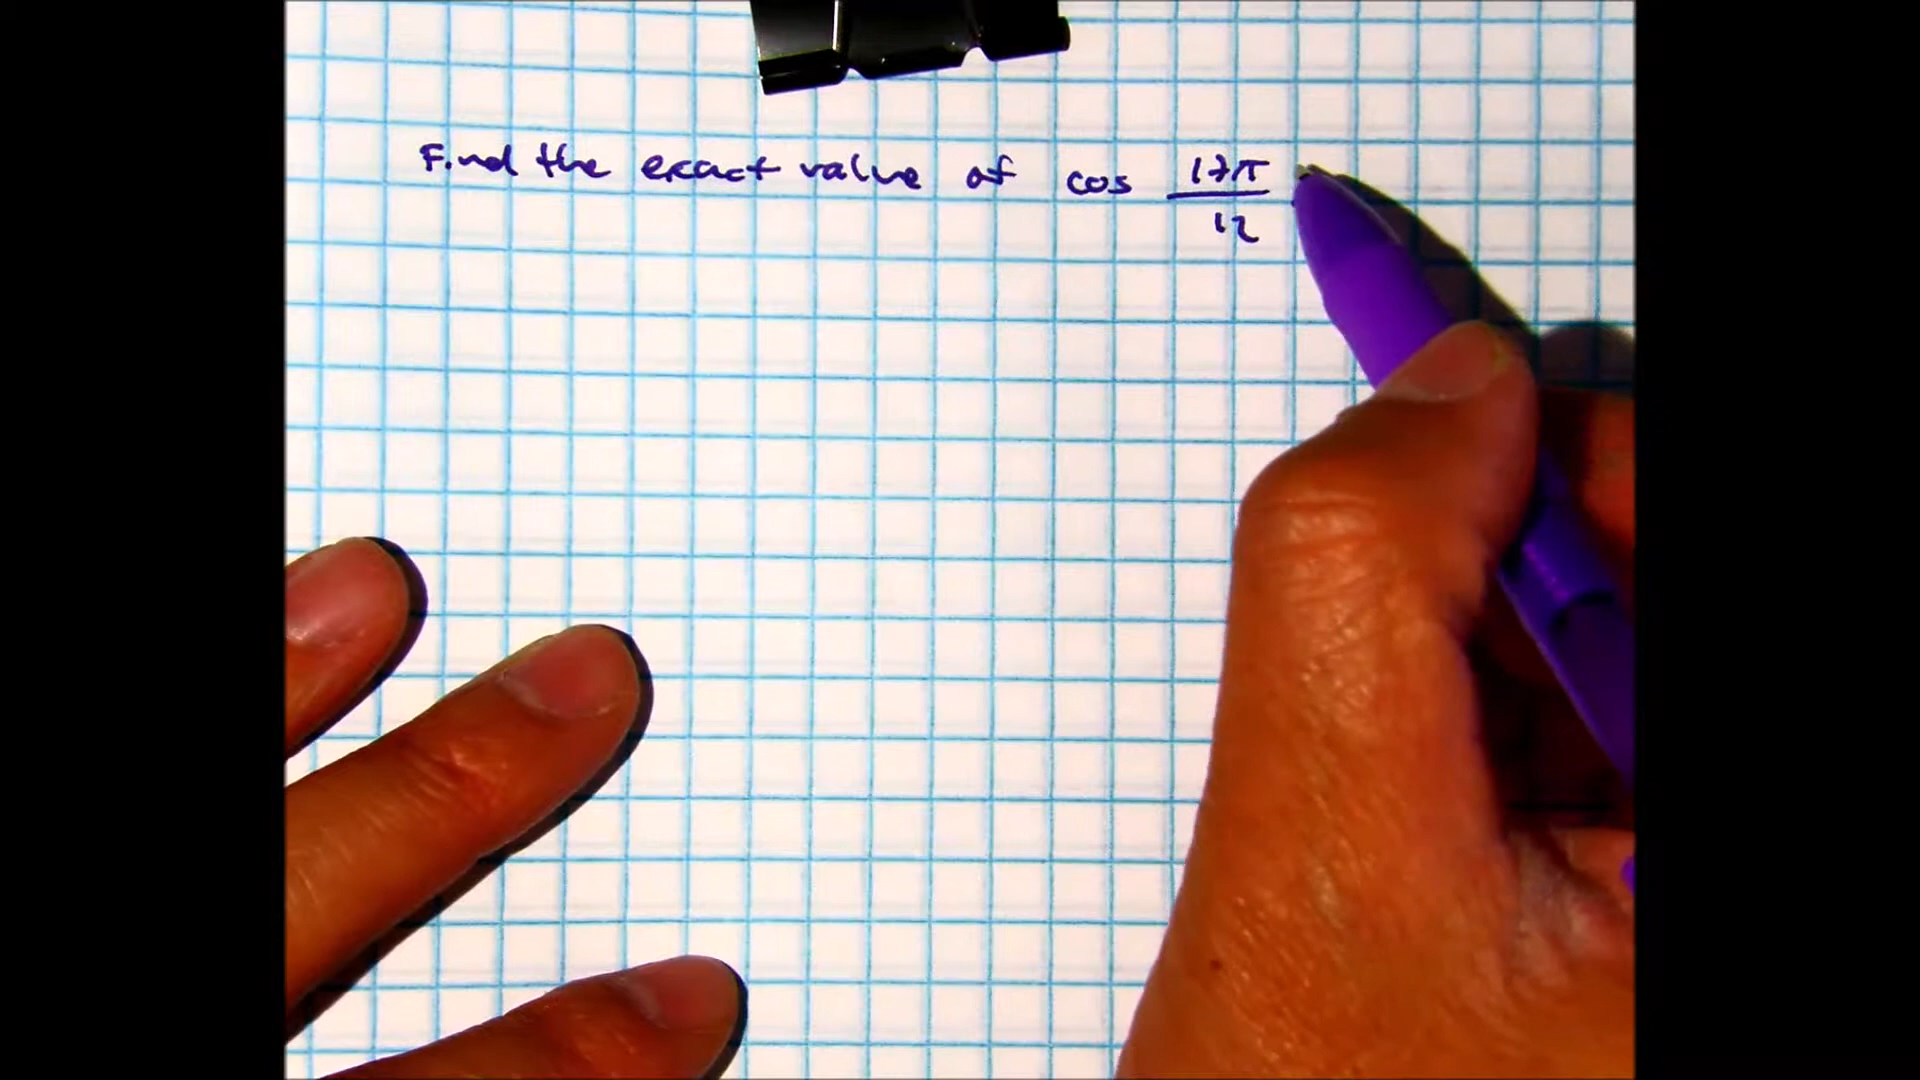 Find the exact value of cos 17π/12